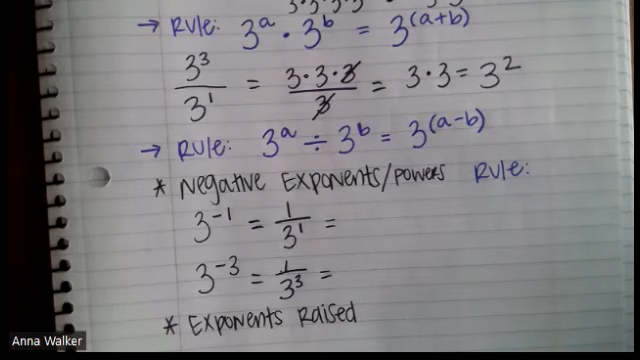 → RULE: 3^a · 3^b = 3^(a+b)
3^3/3^1 = 3·3·3/3 = 3·3 = 3^2
→ RULE: 3^a ÷ 3^b = 3^(a-b)
* NEGATIVE EXPONENTS/POWERS RULE:
3^-1 = 1/3^1 =
3^-3 = 1/3^3 =
* EXPONENTS RAISED
Anna Walker